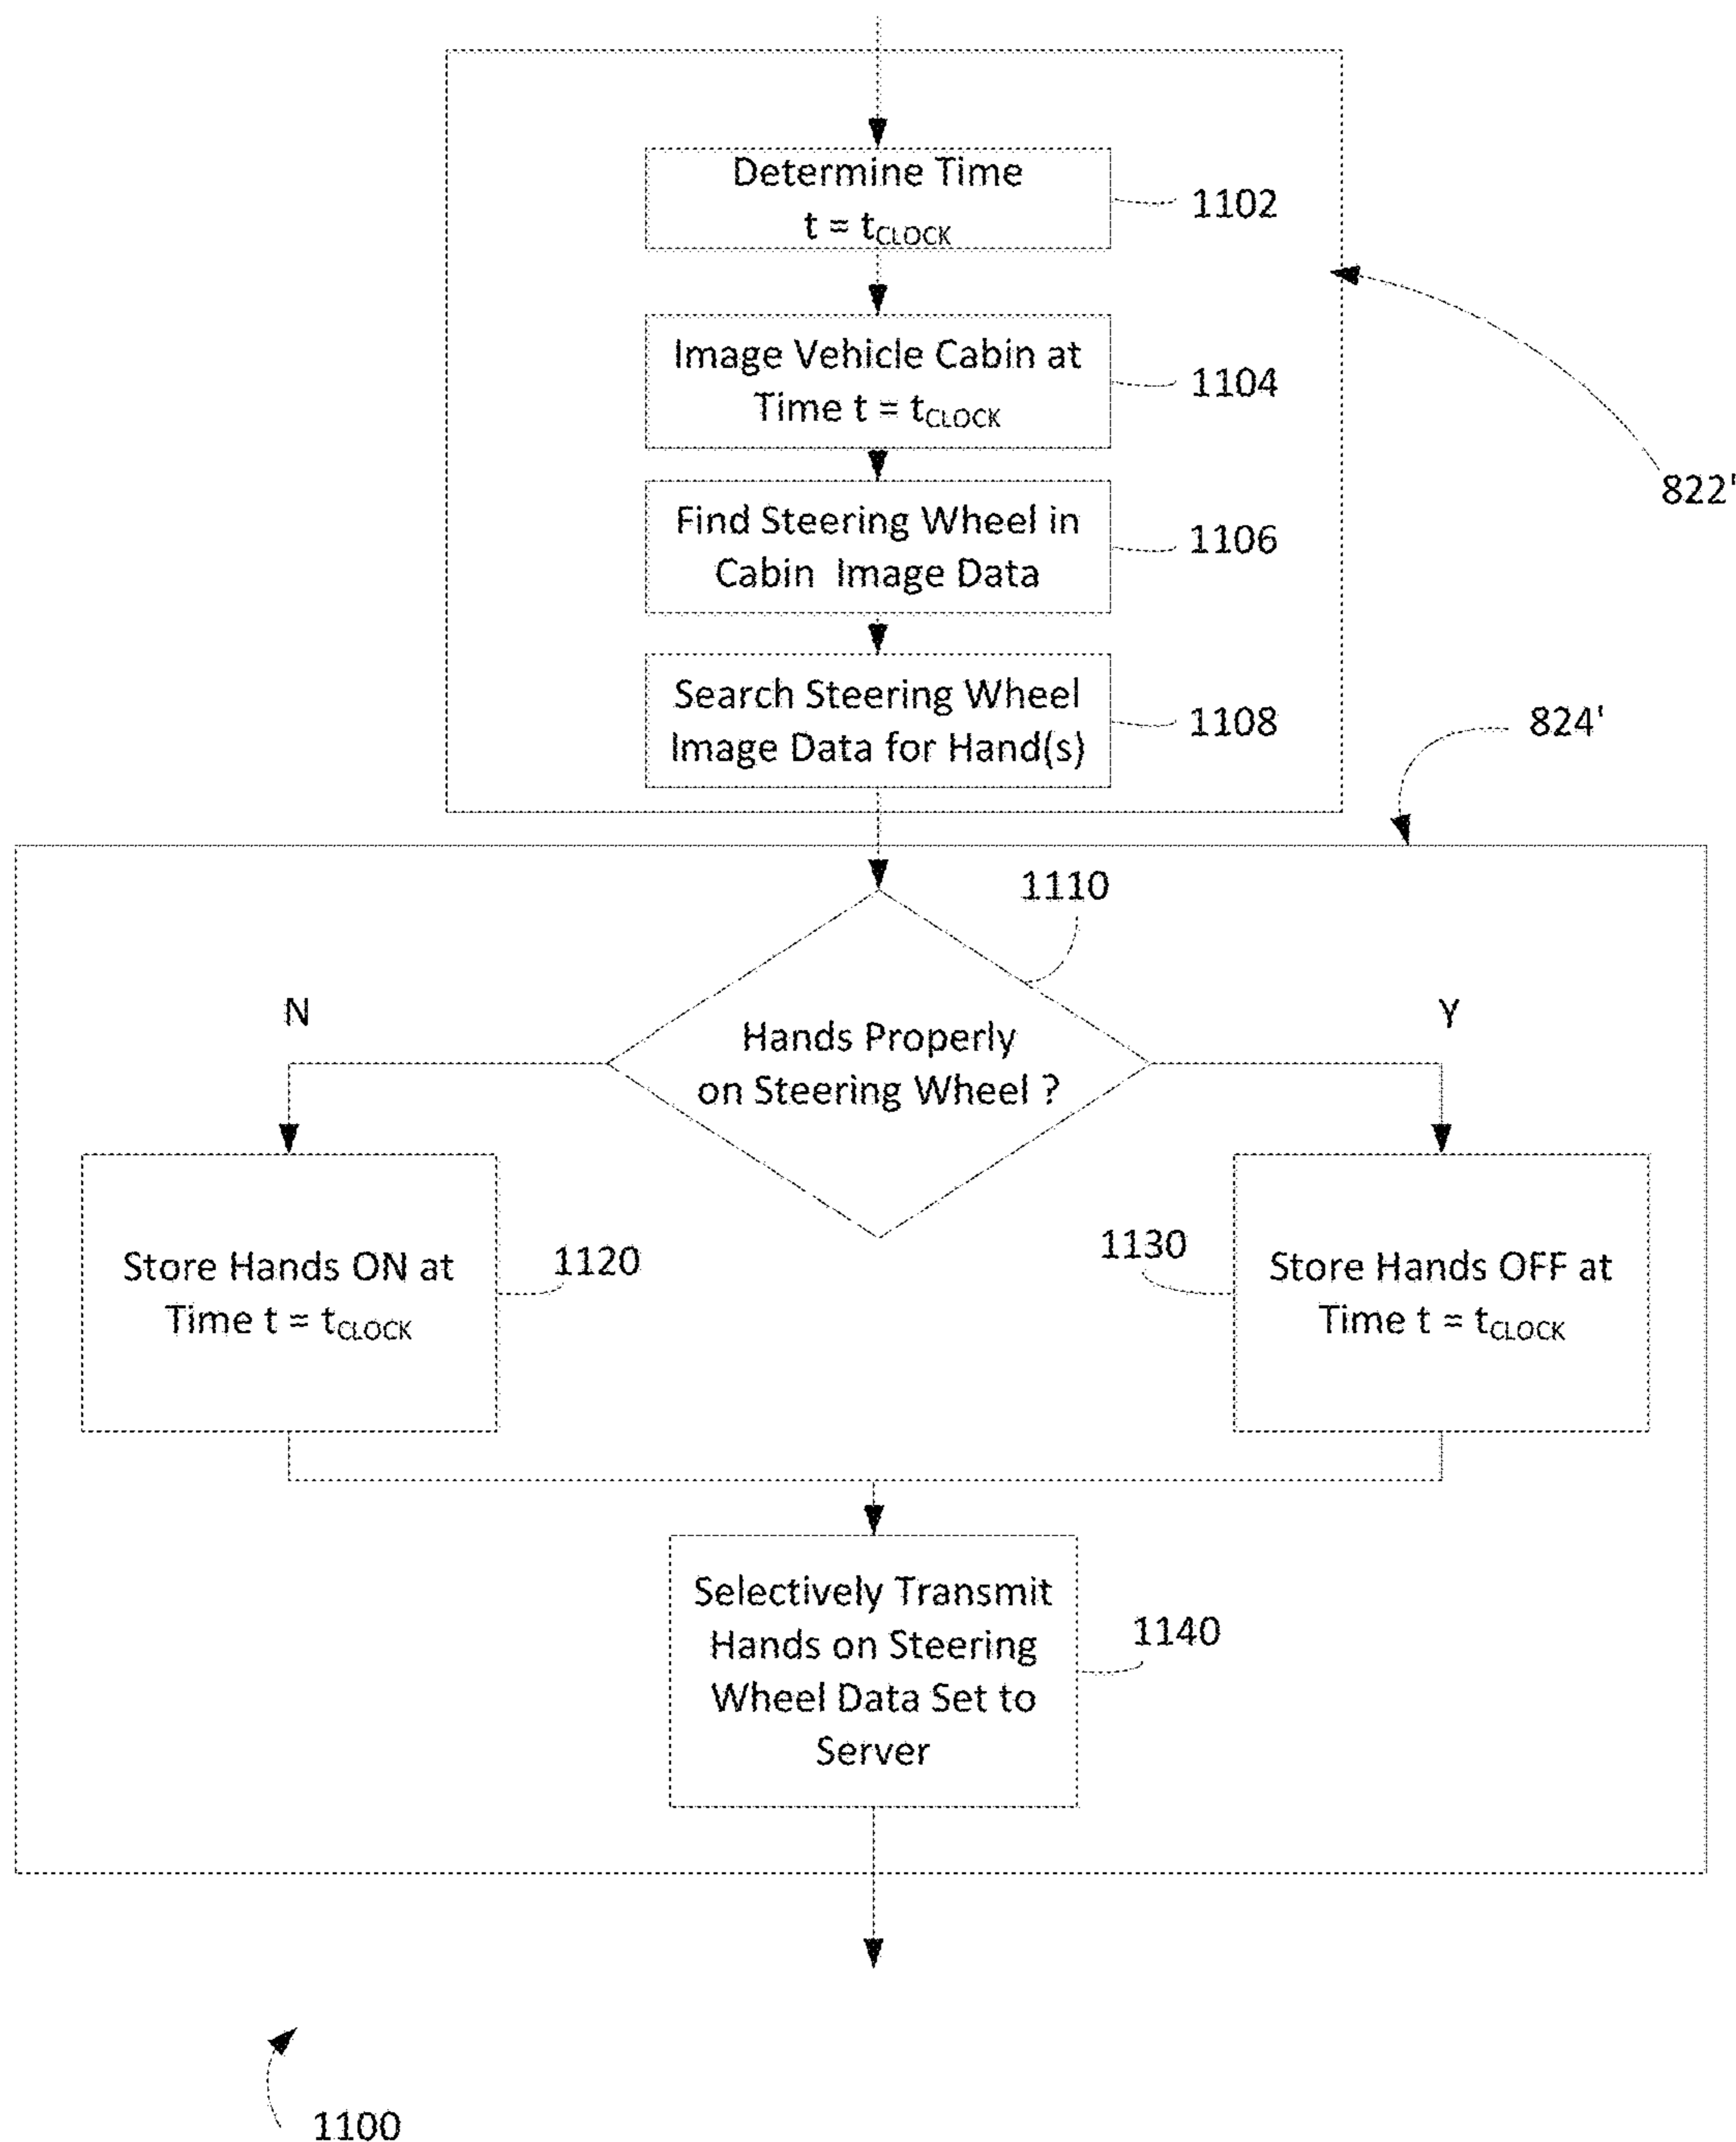 Determine Time
t = tCLOCK
1102
Image Vehicle Cabin at
Time t = tCLOCK
1104
822'
Find Steering Wheel in
Cabin Image Data
1106
Search Steering Wheel
Image Data for Hand(s)
1108
824'
1110
N
Y
Hands Properly
on Steering Wheel ?
Store Hands ON at
Time t = tCLOCK
1120
1130
Store Hands OFF at
Time t = tCLOCK
Selectively Transmit
Hands on Steering
Wheel Data Set to
Server
1140
1100